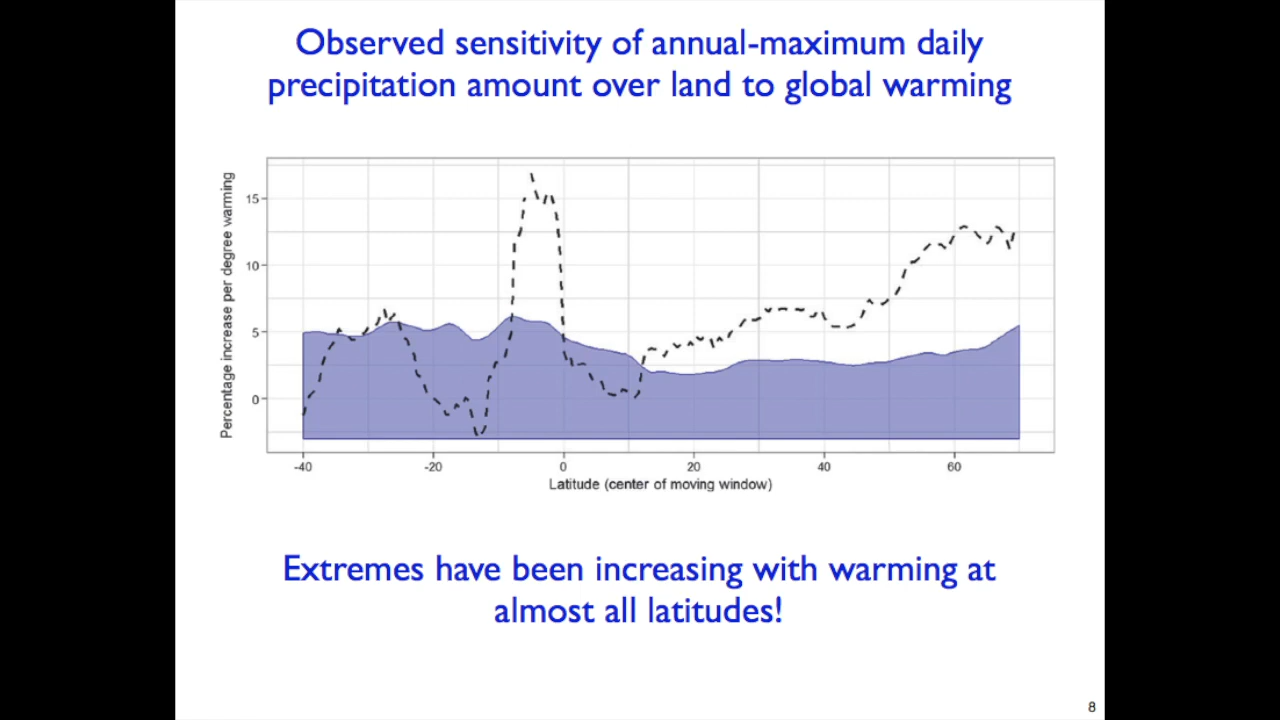 Observed sensitivity of annual-maximum daily
precipitation amount over land to global warming
Percentage increase per degree warming
15
10
5
0
-40
-20
0
20
40
60
Latitude (center of moving window)
Extremes have been increasing with warming at
almost all latitudes!
8